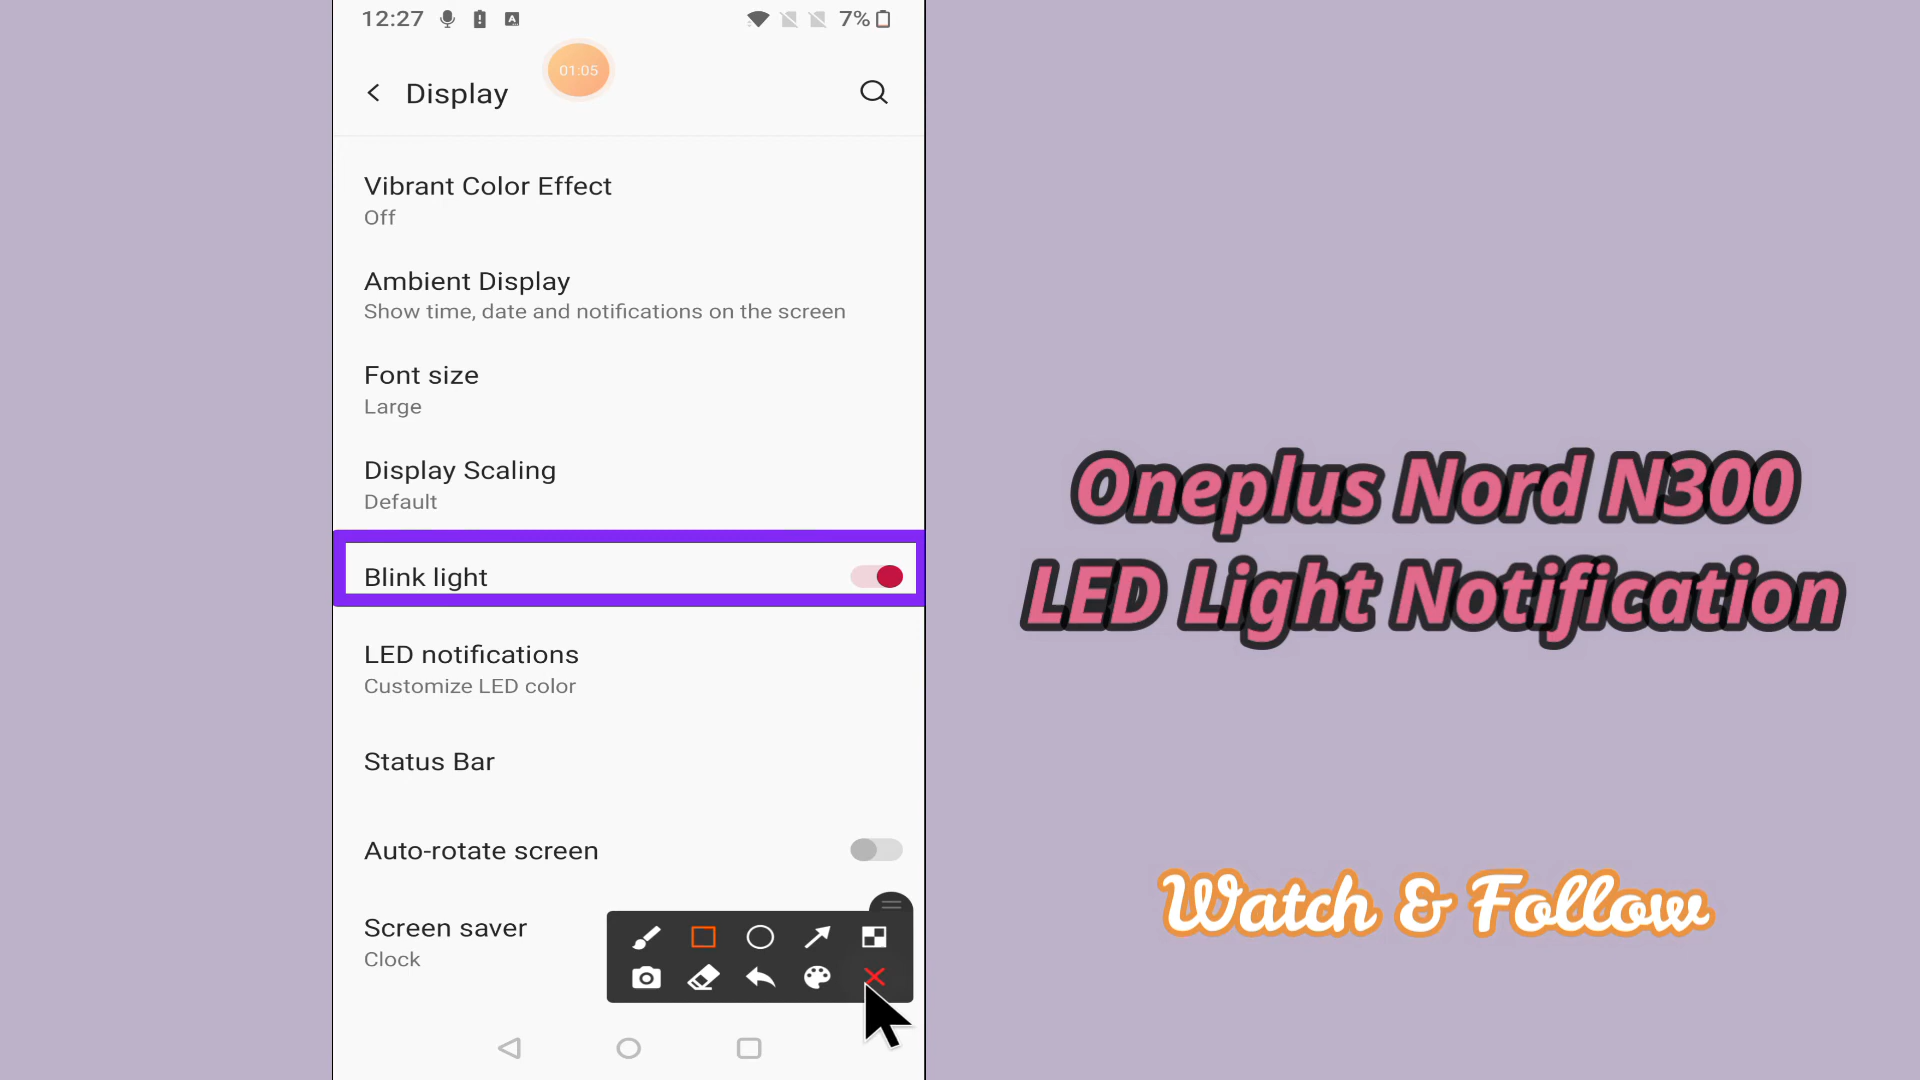 12:27
7%
01:05
Display
Vibrant Color Effect
Off
Ambient Display
Show time, date and notifications on the screen
Font size
Large
Display Scaling
Default
Blink light
LED notifications
Customize LED color
Status Bar
Auto-rotate screen
Screen saver
Clock
Oneplus Nord N300
LED Light Notification
Watch & Follow